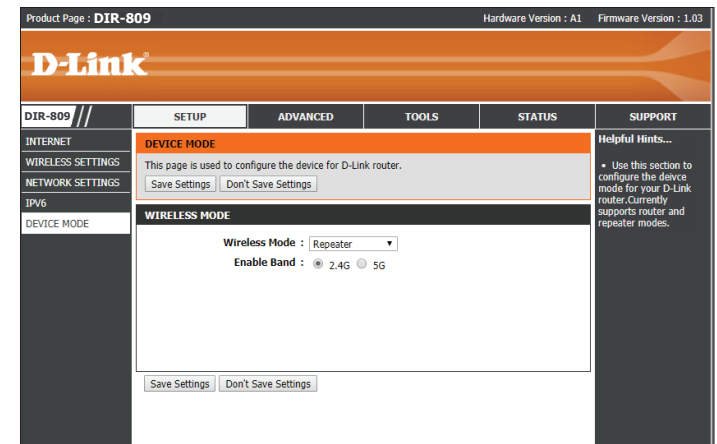 Product Page : DIR-809
Hardware Version : A1
Firmware Version : 1.03
D-Link®
DIR-809
SETUP
ADVANCED
TOOLS
STATUS
SUPPORT
INTERNET
WIRELESS SETTINGS
NETWORK SETTINGS
IPV6
DEVICE MODE
DEVICE MODE
This page is used to configure the device for D-Link router.
Save Settings
Don't Save Settings
WIRELESS MODE
Wireless Mode :
Repeater
Enable Band :
2.4G
5G
Save Settings
Don't Save Settings
Helpful Hints...
• Use this section to
configure the deivce
mode for your D-Link
router.Currently
supports router and
repeater modes.